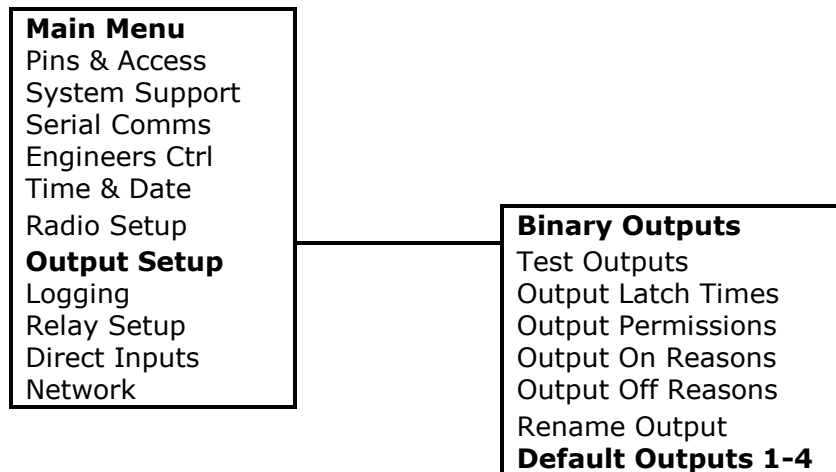 Main Menu
Pins & Access
System Support
Serial Comms
Engineers Ctrl
Time & Date
Radio Setup
Output Setup
Logging
Relay Setup
Direct Inputs
Network
Binary Outputs
Test Outputs
Output Latch Times
Output Permissions
Output On Reasons
Output Off Reasons
Rename Output
Default Outputs 1-4